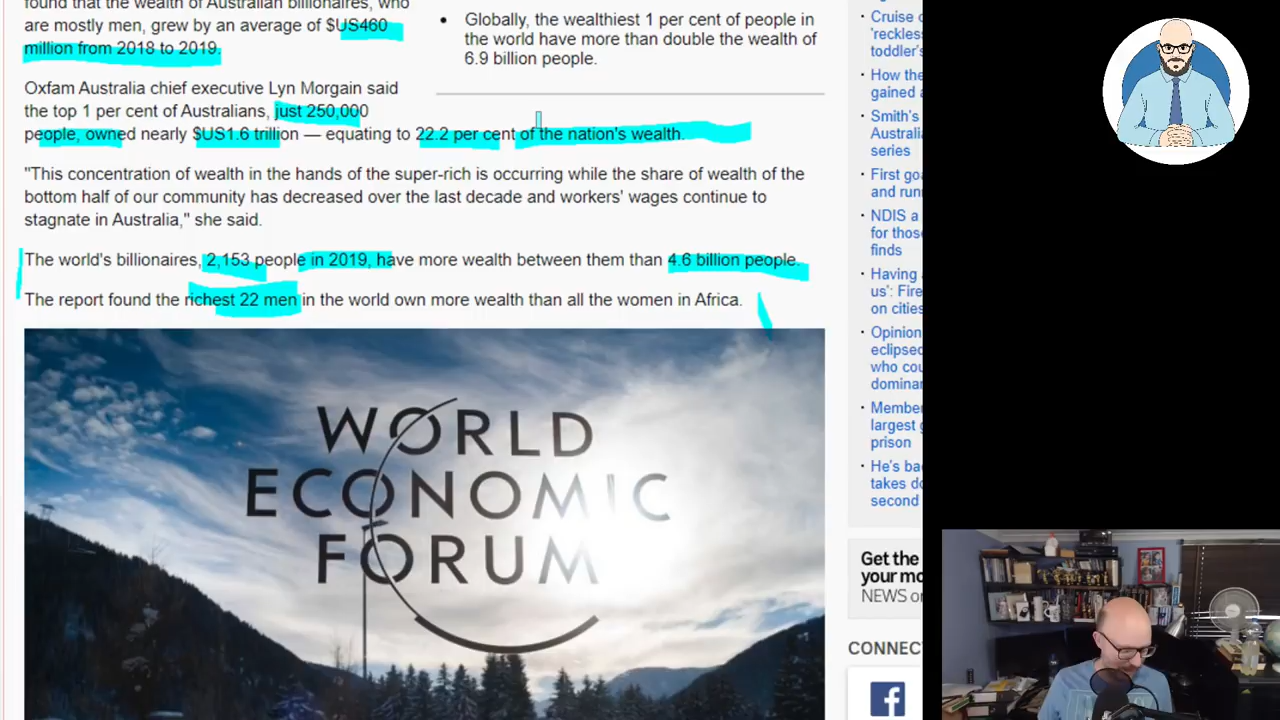 found that the wealth of Australian billionaires, who
are mostly men, grew by an average of $US460
million from 2018 to 2019.
• Globally, the wealthiest 1 per cent of people in
the world have more than double the wealth of
6.9 billion people.
Oxfam Australia chief executive Lyn Morgain said
the top 1 per cent of Australians, just 250,000
people, owned nearly $US1.6 trillion — equating to 22.2 per cent of the nation's wealth.
"This concentration of wealth in the hands of the super-rich is occurring while the share of wealth of the
bottom half of our community has decreased over the last decade and workers' wages continue to
stagnate in Australia," she said.
The world's billionaires, 2,153 people in 2019, have more wealth between them than 4.6 billion people.
The report found the richest 22 men in the world own more wealth than all the women in Africa.
WORLD
ECONOMIC
FORUM
Cruise
'reckless
toddler's
How the
gained a
Smith's
Australia
series
First goa
and run
NDIS a
for those
finds
Having
us': Fire
on cities
Opinion
eclipsed
who cou
domina
Member
largest
prison
He's ba
takes do
second
Get the
your mo
NEWS on
CONNEC